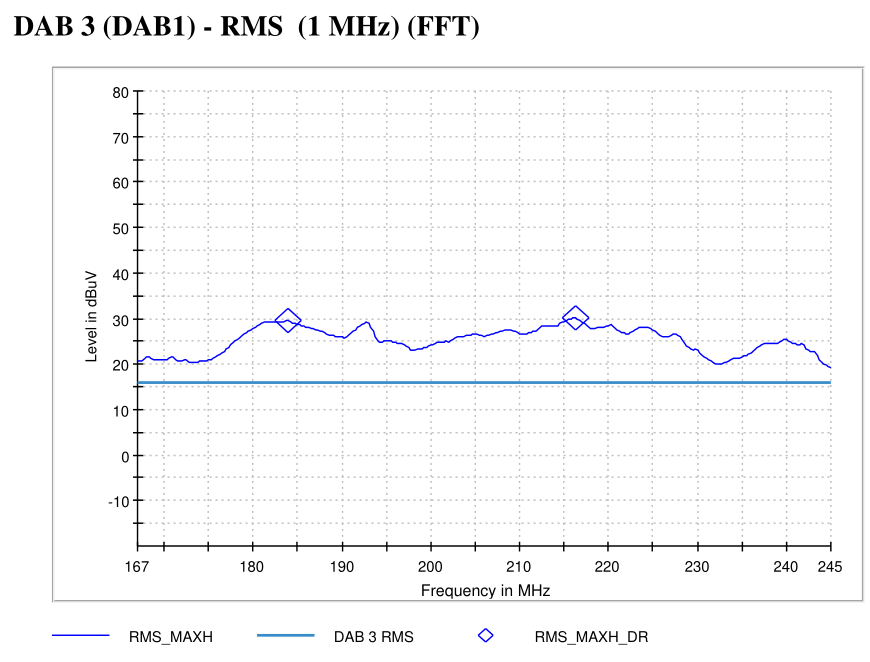 DAB 3 (DAB1) - RMS  (1 MHz) (FFT)
80
70
60
50
40
30
20
10
0
-10
Level in dBuV
167 180 190 200 210 220 230 240 245
Frequency in MHz
RMS_MAXH DAB 3 RMS RMS_MAXH_DR